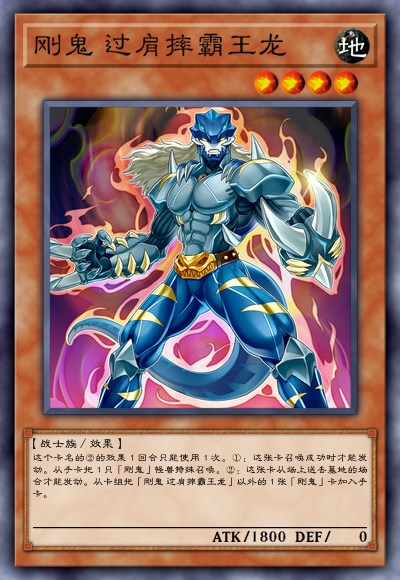 刚鬼 过肩摔霸王龙
地
【战士族／效果】
这个卡名的②的效果1回合只能使用1次。①：这张卡召唤成功时才能发
动。从手卡把1只「刚鬼」怪兽特殊召唤。②：这张卡从场上送去墓地的场
合才能发动。从卡组把「刚鬼 过肩摔霸王龙」以外的1张「刚鬼」卡加入手
卡。
ATK/1800 DEF/ 0